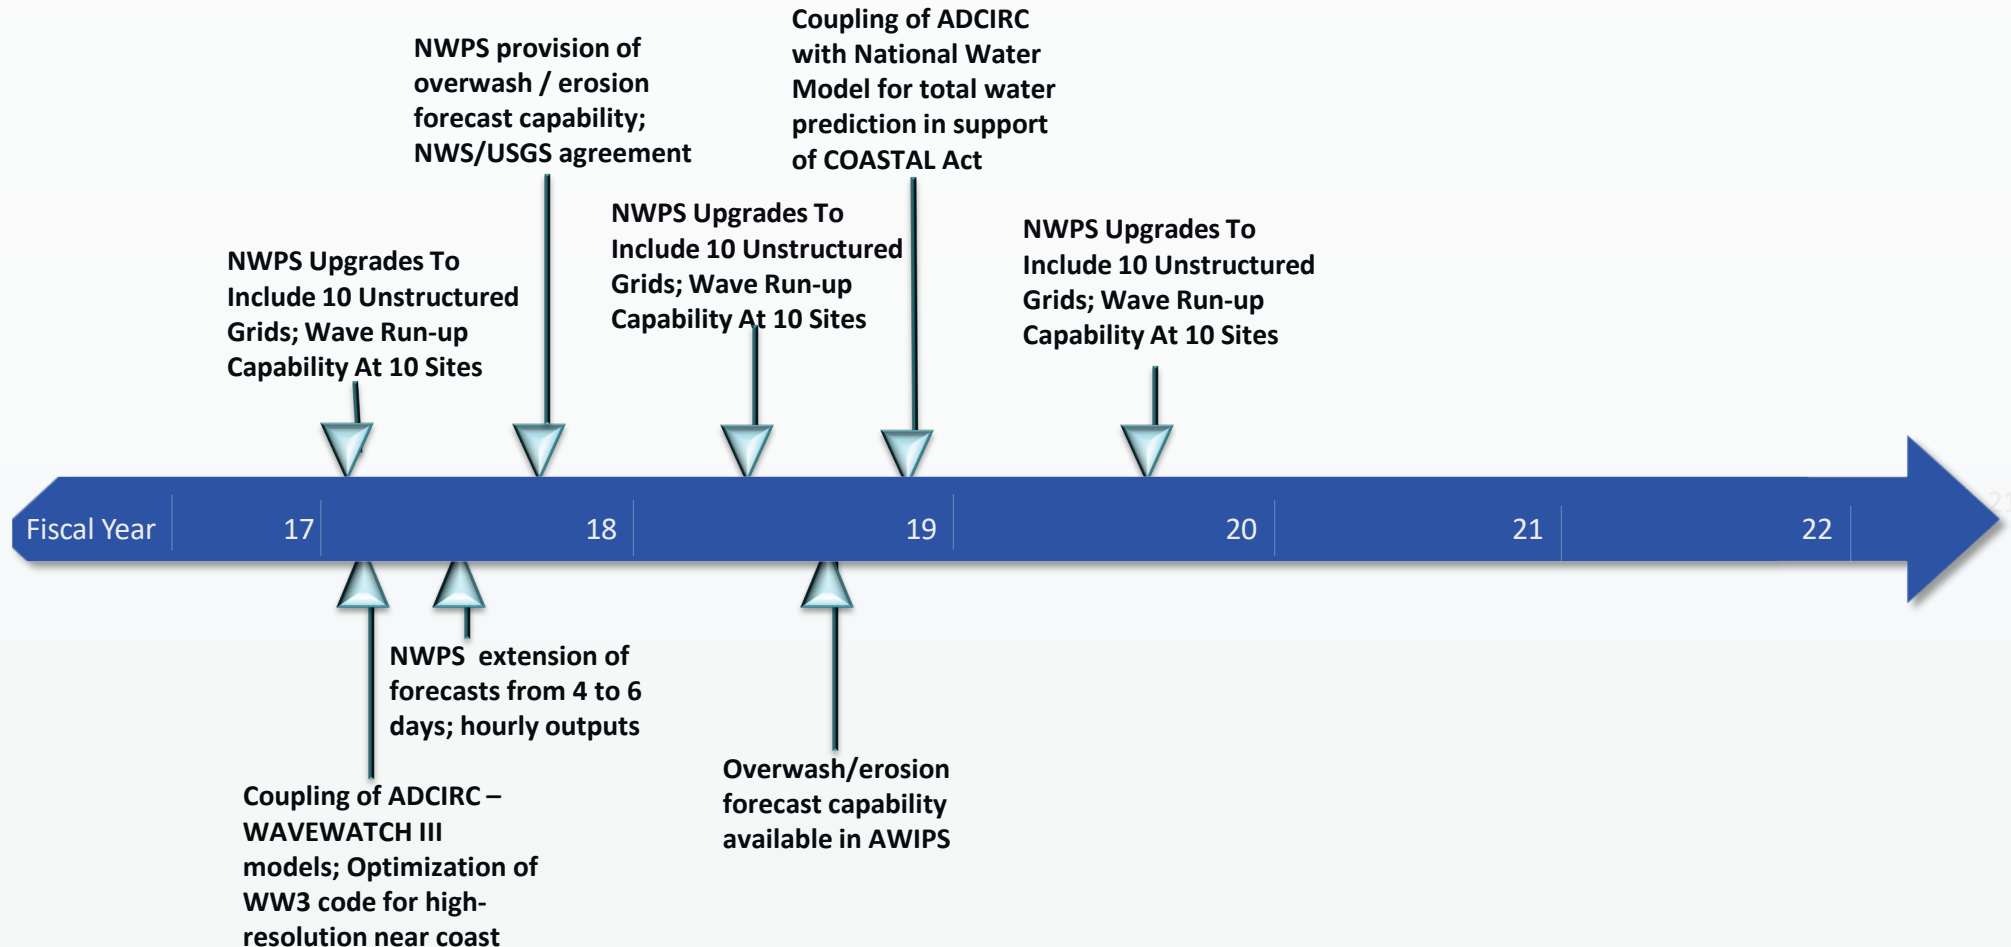 Coupling of ADCIRC
with National Water
Model for total water
prediction in support
of COASTAL Act
NWPS provision of
overwash / erosion
forecast capability;
NWS/USGS agreement
NWPS Upgrades To
Include 10 Unstructured
Grids; Wave Run-up
Capability At 10 Sites
NWPS Upgrades To
Include 10 Unstructured
Grids; Wave Run-up
Capability At 10 Sites
NWPS Upgrades To
Include 10 Unstructured
Grids; Wave Run-up
Capability At 10 Sites
Fiscal Year 17 18 19 20 21 22
21
NWPS  extension of
forecasts from 4 to 6
days; hourly outputs
Coupling of ADCIRC –
WAVEWATCH III
models; Optimization of
WW3 code for high-
resolution near coast
Overwash/erosion
forecast capability
available in AWIPS